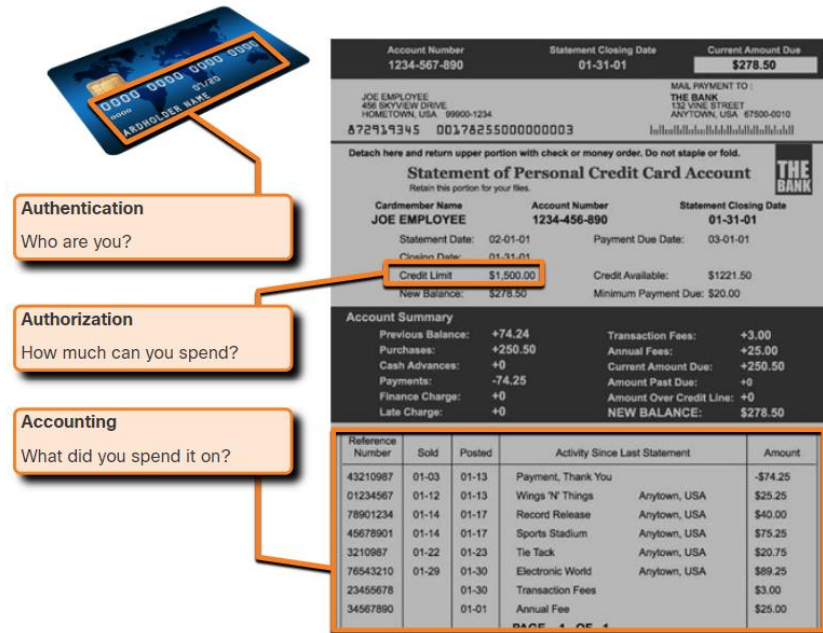 0000 0000 0000 0000
0000
01/20
ARDHOLDER NAME
Authentication
Who are you?
Authorization
How much can you spend?
Accounting
What did you spend it on?
Account Number Statement Closing Date Current Amount Due
1234-567-890 01-31-01 $278.50
MAIL PAYMENT TO :
JOE EMPLOYEE THE BANK
456 SKYVIEW DRIVE 132 VINE STREET
HOMETOWN, USA 99900-1234 ANYTOWN, USA 67500-0010
872919345 00178255000000003
Detach here and return upper portion with check or money order. Do not staple or fold.
Statement of Personal Credit Card Account
Retain this portion for your files.
THE
BANK
Cardmember Name Account Number Statement Closing Date
JOE EMPLOYEE 1234-456-890 01-31-01
Statement Date: 02-01-01 Payment Due Date: 03-01-01
Closing Date: 01-31-01
Credit Limit $1,500.00 Credit Available: $1221.50
New Balance: $278.50 Minimum Payment Due: $20.00
Account Summary
Previous Balance: +74.24 Transaction Fees: +3.00
Purchases: +250.50 Annual Fees: +25.00
Cash Advances: +0 Current Amount Due: +250.50
Payments: -74.25 Amount Past Due: +0
Finance Charge: +0 Amount Over Credit Line: +0
Late Charge: +0 NEW BALANCE: $278.50
Reference
Number Sold Posted Activity Since Last Statement Amount
43210987 01-03 01-13 Payment, Thank You -$74.25
01234567 01-12 01-13 Wings 'N' Things Anytown, USA $25.25
78901234 01-14 01-17 Record Release Anytown, USA $40.00
45678901 01-14 01-17 Sports Stadium Anytown, USA $75.25
3210987 01-22 01-23 Tie Tack Anytown, USA $20.75
76543210 01-29 01-30 Electronic World Anytown, USA $89.25
23455678 01-30 Transaction Fees $3.00
34567890 01-01 Annual Fee $25.00
PAGE 1 OF 1